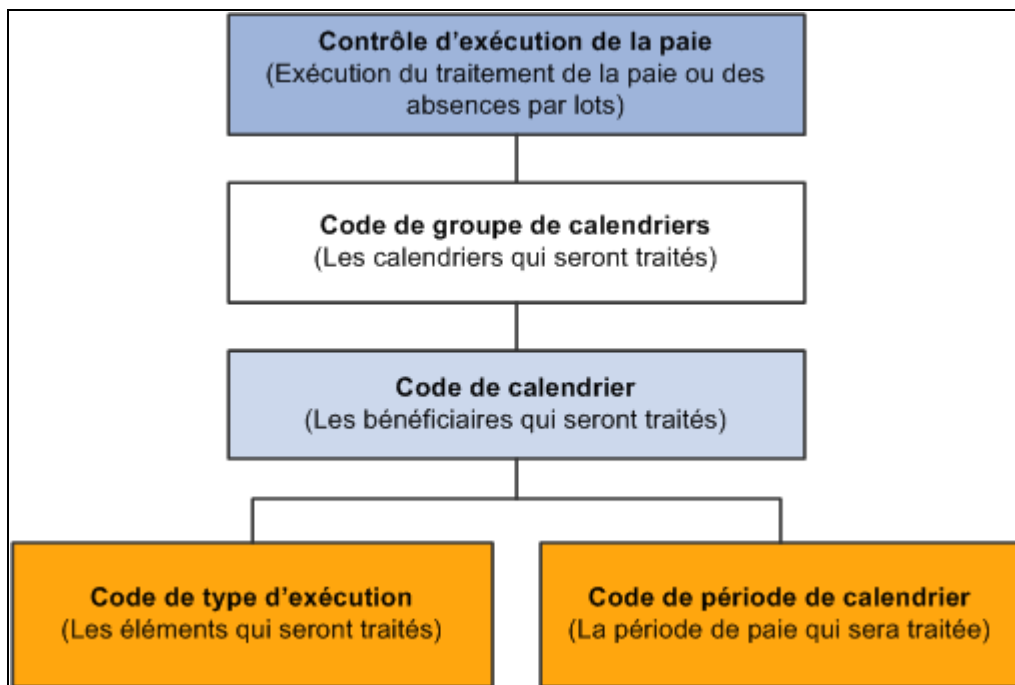 Contrôle d'exécution de la paie
(Exécution du traitement de la paie ou des
absences par lots)
Code de groupe de calendriers
(Les calendriers qui seront traités)
Code de calendrier
(Les bénéficiaires qui seront traités)
Code de type d'exécution
(Les éléments qui seront traités)
Code de période de calendrier
(La période de paie qui sera traitée)